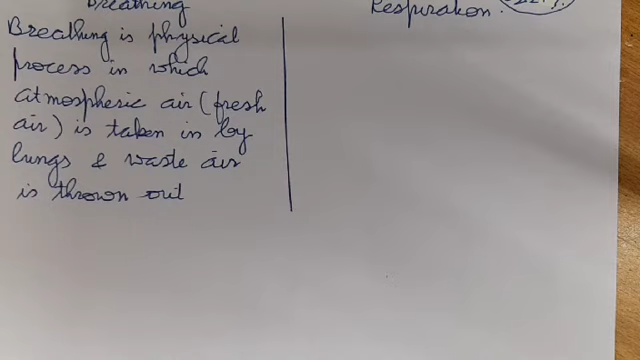 Breathing
Respiration.
Breathing is physical
process in which
atmospheric air (fresh
air) is taken in by
lungs & waste air
is thrown out